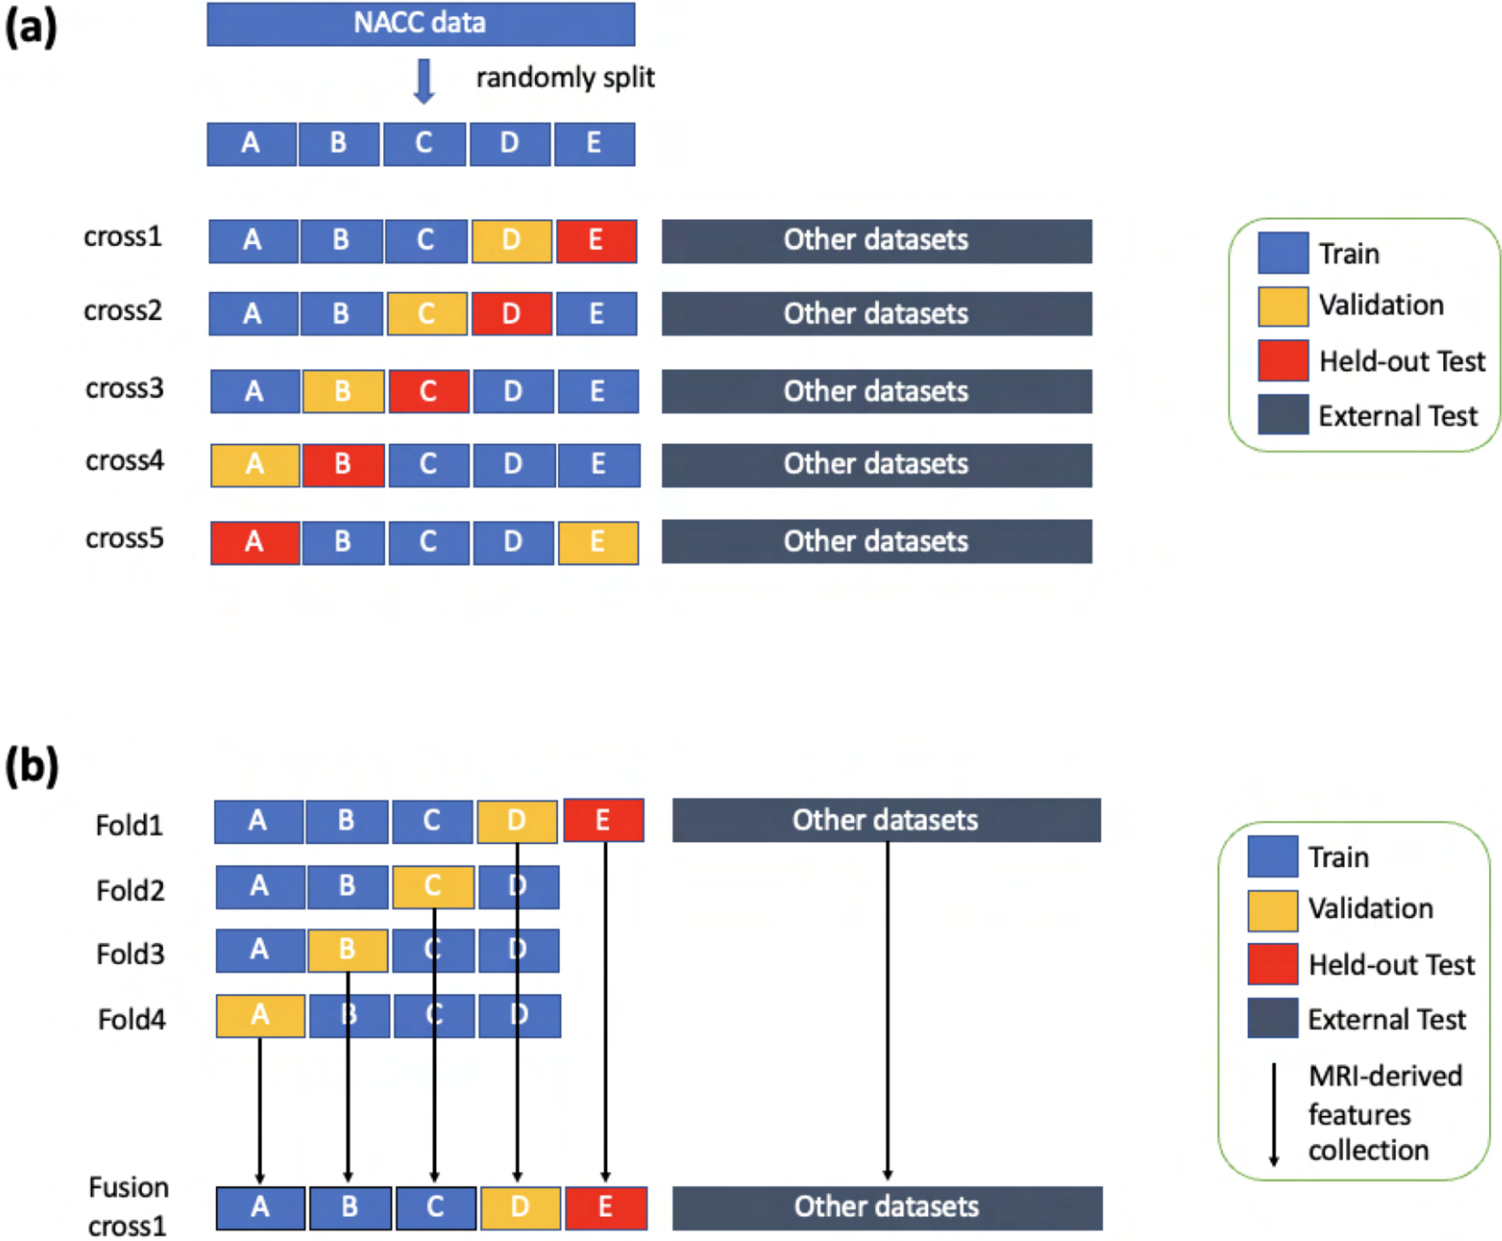 (a)
NACC data
randomly split
A B C D E
cross1 A B C D E Other datasets
cross2 A B C D E Other datasets
cross3 A B C D E Other datasets
cross4 A B C D E Other datasets
cross5 A B C D E Other datasets
Train
Validation
Held-out Test
External Test
(b)
Fold1 A B C D E Other datasets
Fold2 A B C D
Fold3 A B C D
Fold4 A B C D
Fusion
cross1 A B C D E Other datasets
Train
Validation
Held-out Test
External Test
MRI-derived
features
collection